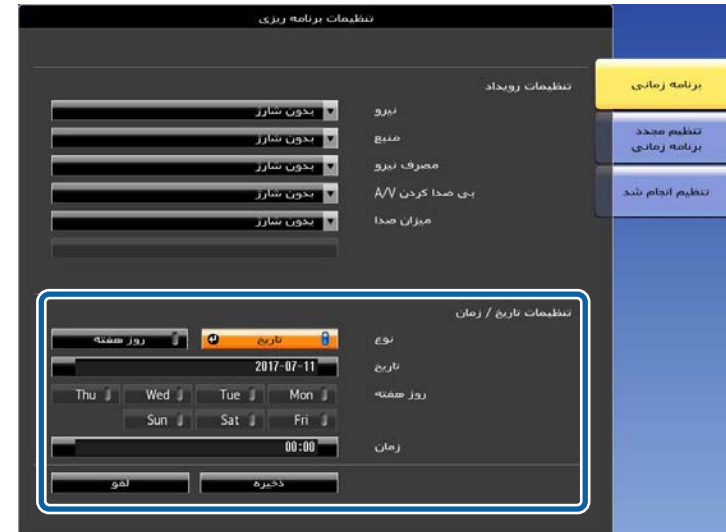 تنظیمات برنامه ریزی
برنامه زمانی
تنظیم مجدد
برنامه زمانی
تنظیم انجام شد
تنظیمات رویداد
نیرو بدون شارژ
منبع بدون شارژ
مصرف نیرو بدون شارژ
بی صدا کردن A/V بدون شارژ
میزان صدا بدون شارژ
تنظیمات تاریخ / زمان
نوع تاریخ روز هفته
تاریخ 2017-07-11
روز هفته Mon Tue Wed Thu
Fri Sat Sun
زمان 00:00
ذخیره لغو